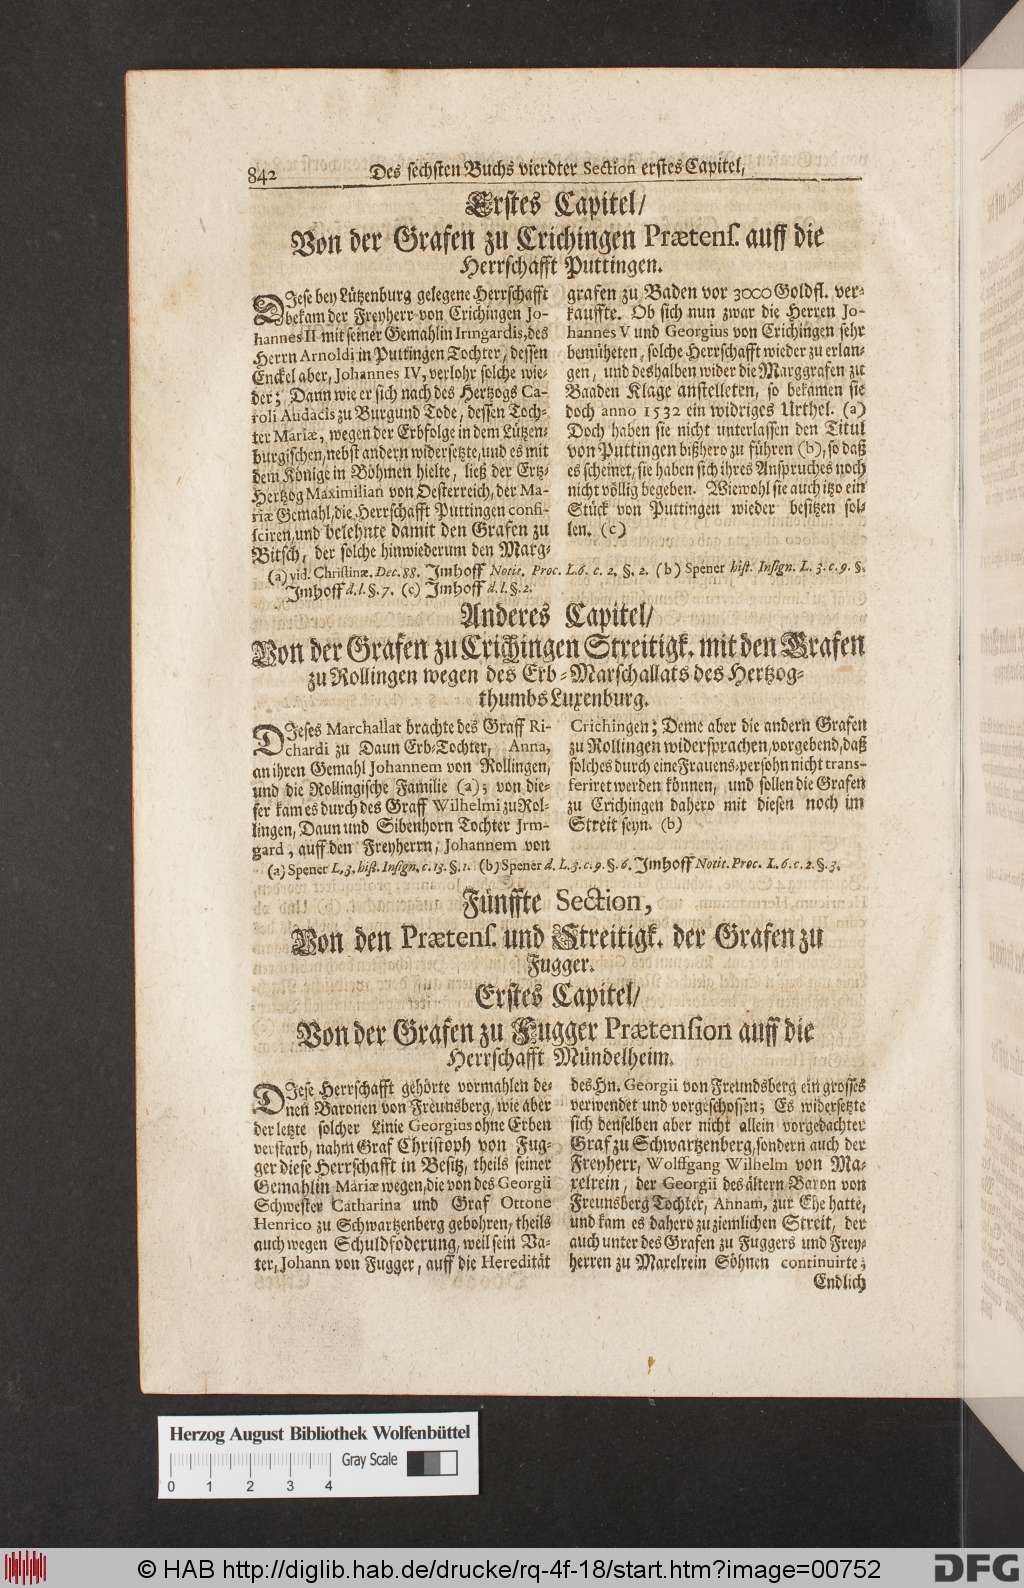 842 Des sechsten Buchs vierdter Section erstes Capitel,
Erstes Capitel/
Von der Grafen zu Crichingen Prætens. auff die
Herrschafft Puttingen.
DIese bey Lützenburg gelegene Herrschafft
bekam der Freyherr von Crichingen Jo-
hannes II mit seiner Gemahlin Irmgardis, des
Herrn Arnoldi in Puttingen Tochter, dessen
Enckel aber, Johannes IV, verlohr solche wie-
der; Dann wie er sich nach des Hertzogs Ca-
roli Audacis zu Burgund Tode, dessen Toch-
ter Mariæ, wegen der Erbfolge in dem Lützen-
burgischen, nebst andern widersetzte, und es mit
dem Könige in Böhmen hielte, ließ der Ertz-
Hertzog Maximilian von Oesterreich, der Ma-
riæ Gemahl, die Herrschafft Puttingen confi-
sciren, und belehnte damit den Grafen zu
Bitsch, der solche hinwiederum den Marg-
grafen zu Baden vor 3000 Goldfl. ver-
kauffte. Ob sich nun zwar die Herren Jo-
hannes V und Georgius von Crichingen sehr
bemüheten, solche Herrschafft wieder zu erlan-
gen, und deshalben wider die Marggrafen zu
Baaden Klage anstelleten, so bekamen sie
doch anno 1532 ein widriges Urthel. (a)
Doch haben sie nicht unterlassen den Titul
von Puttingen bißhero zu führen (b), so daß
es scheinet, sie haben sich ihres Anspruches noch
nicht völlig begeben. Wiewohl sie auch itzo ein
Stück von Puttingen wieder besitzen sol-
len. (c)
(a) vid. Christinæ. Dec. 88. Imhoff Notit. Proc. L. 6. c. 2. §. 2. (b) Spener hist. Insign. L. 3. c. 9. §.
Imhoff d. l. §. 7. (c) Imhoff d. l. §. 2.
Anderes Capitel/
Von der Grafen zu Crichingen Streitigk. mit den Grafen
zu Rollingen wegen des Erb-Marschallats des Hertzog-
thumbs Luxenburg.
DIeses Marchallat brachte des Graff Ri-
chardi zu Daun Erb-Tochter, Anna,
an ihren Gemahl Johannem von Rollingen,
und die Rollingische Familie (a); von die-
ser kam es durch des Graff Wilhelmi zu Rol-
lingen, Daun und Sibenhorn Tochter Jrm-
gard, auff den Freyherrn, Johannem von
Crichingen; Deme aber die andern Grafen
zu Rollingen widersprachen, vorgebend, daß
solches durch eine Frauens-persohn nicht trans-
feriret werden können, und sollen die Grafen
zu Crichingen dahero mit diesen noch im
Streit seyn. (b)
(a) Spener L. 3. hist. Insign. c. 13. §. 1. (b) Spener d. L. 3. c. 9. §. 6. Imhoff Notit. Proc. L. 6. c. 2. §. 3.
Fünffte Section,
Von den Prætens. und Streitigk. der Grafen zu
Fugger.
Erstes Capitel/
Von der Grafen zu Fugger Prætension auff die
Herrschafft Mündelheim.
DIese Herrschafft gehörte vormahlen de-
nen Baronen von Freunsberg, wie aber
der letzte solcher Linie Georgius ohne Erben
verstarb, nahm Graf Christoph von Fug-
ger diese Herrschafft in Besitz, theils seiner
Gemahlin Mariæ wegen, die von des Georgii
Schwester Catharina und Graf Ottone
Henrico zu Schwartzenberg gebohren, theils
auch wegen Schuldfoderung, weil sein Va-
ter, Johann von Fugger, auff die Heredität
des Hn. Georgii von Freundsberg ein grosses
verwendet und vorgeschossen; Es widersetzte
sich denselben aber nicht allein vorgedachter
Graf zu Schwartzenberg, sondern auch der
Freyherr, Wolffgang Wilhelm von Ma-
xelrein, der Georgii des ältern Baron von
Freunsberg Tochter, Annam, zur Ehe hatte,
und kam es dahero zu ziemlichen Streit, der
auch unter des Grafen zu Fuggers und Frey-
herren zu Maxelrein Söhnen continuirte;
Endlich
Herzog August Bibliothek Wolfenbüttel
Gray Scale
0 1 2 3 4
© HAB http://diglib.hab.de/drucke/rq-4f-18/start.htm?image=00752
DFG